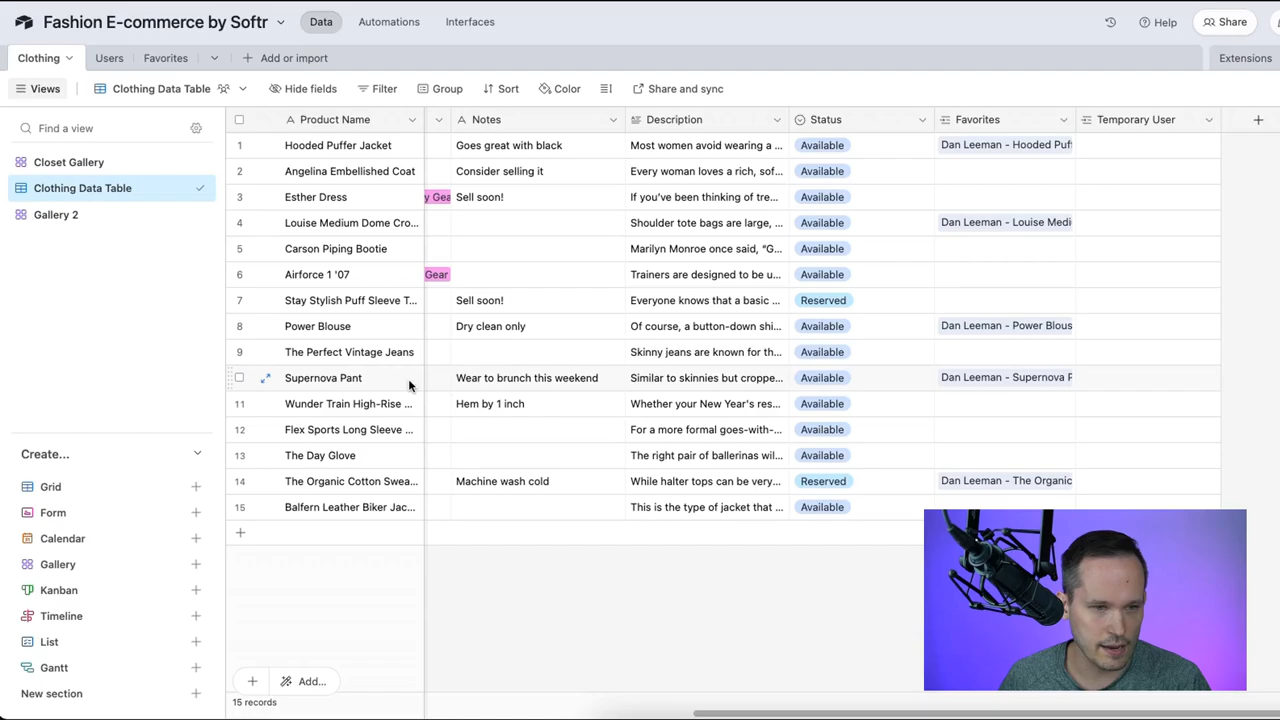 Fashion E-commerce by Softr Data Automations Interfaces Help Share
Clothing Users Favorites Add or import Extensions
Views Clothing Data Table Hide fields Filter Group Sort Color Share and sync
Find a view
Closet Gallery
Clothing Data Table
Gallery 2
Create...
Grid
Form
Calendar
Gallery
Kanban
Timeline
List
Gantt
New section
Product Name Notes Description Status Favorites Temporary User
1 Hooded Puffer Jacket Goes great with black Most women avoid wearing a ... Available Dan Leeman - Hooded Puff
2 Angelina Embellished Coat Consider selling it Every woman loves a rich, sof... Available
3 Esther Dress y Gea Sell soon! If you've been thinking of tre... Available
4 Louise Medium Dome Cro... Shoulder tote bags are large, ... Available Dan Leeman - Louise Medi
5 Carson Piping Bootie Marilyn Monroe once said, “G... Available
6 Airforce 1 '07 Gear Trainers are designed to be u... Available
7 Stay Stylish Puff Sleeve T... Sell soon! Everyone knows that a basic ... Reserved
8 Power Blouse Dry clean only Of course, a button-down shi... Available Dan Leeman - Power Blous
9 The Perfect Vintage Jeans Skinny jeans are known for th... Available
Supernova Pant Wear to brunch this weekend Similar to skinnies but croppe... Available Dan Leeman - Supernova P
11 Wunder Train High-Rise ... Hem by 1 inch Whether your New Year's res... Available
12 Flex Sports Long Sleeve ... For a more formal goes-with-... Available
13 The Day Glove The right pair of ballerinas wil... Available
14 The Organic Cotton Swea... Machine wash cold While halter tops can be very... Reserved Dan Leeman - The Organic
15 Balfern Leather Biker Jac... This is the type of jacket that ... Available
Add...
15 records